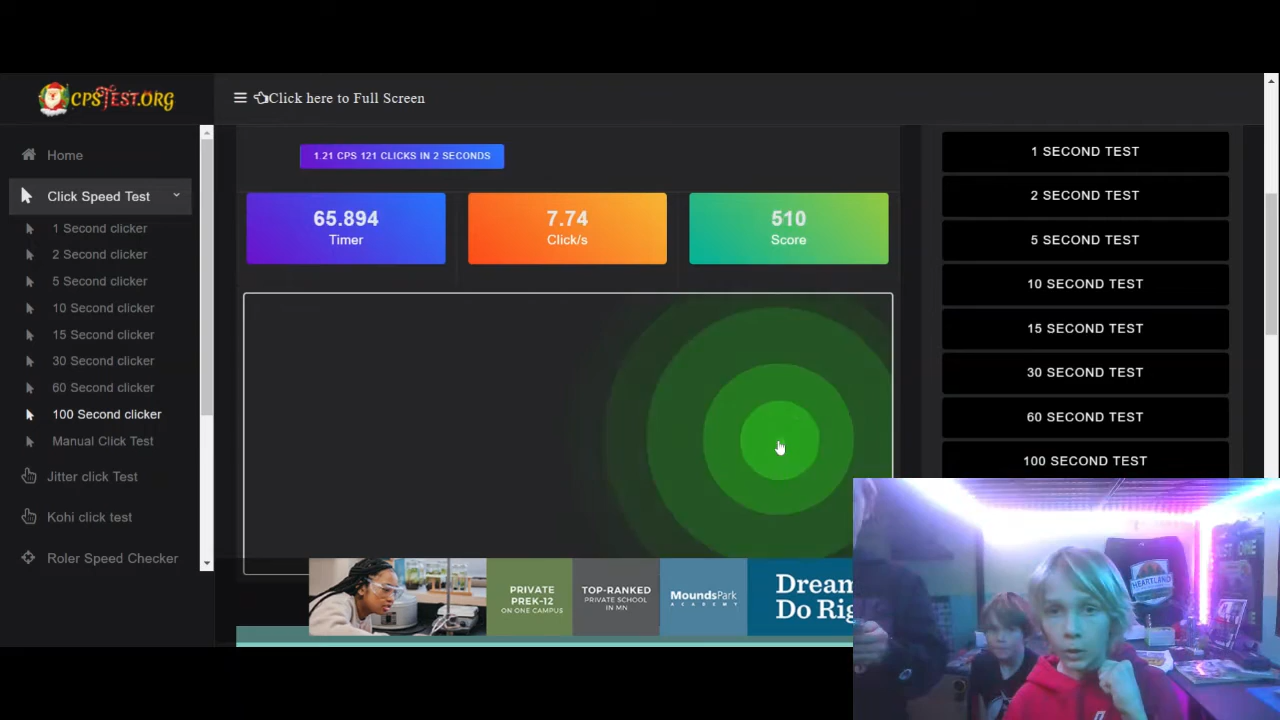 CPSTEST.ORG
Click here to Full Screen
Home
Click Speed Test
1 Second clicker
2 Second clicker
5 Second clicker
10 Second clicker
15 Second clicker
30 Second clicker
60 Second clicker
100 Second clicker
Manual Click Test
Jitter click Test
Kohi click test
Roler Speed Checker
1.21 CPS 121 CLICKS IN 2 SECONDS
65.894
Timer
7.74
Click/s
510
Score
1 SECOND TEST
2 SECOND TEST
5 SECOND TEST
10 SECOND TEST
15 SECOND TEST
30 SECOND TEST
60 SECOND TEST
100 SECOND TEST
PRIVATE
PREK-12
ON ONE CAMPUS
TOP-RANKED
PRIVATE SCHOOL
IN MN
MoundsPark
ACADEMY
Dream
Do Rig
HEARTLAND